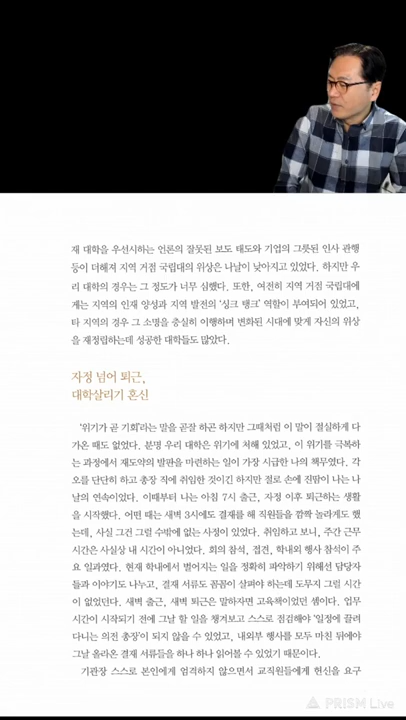 재 대학을 우선시하는 언론의 잘못된 보도 태도와 기업의 그릇된 인사 관행
등이 더해져 지역 거점 국립대의 위상은 나날이 낮아지고 있었다. 하지만 우
리 대학의 경우는 그 정도가 너무 심했다. 또한, 여전히 지역 거점 국립대에
게는 지역의 인재 양성과 지역 발전의 '싱크 탱크' 역할이 부여되어 있었고,
타 지역의 경우 그 소명을 충실히 이행하며 변화된 시대에 맞게 자신의 위상
을 재정립하는데 성공한 대학들도 많았다.
자정 넘어 퇴근,
대학살리기 혼신
'위기가 곧 기회'라는 말을 곧잘 하곤 하지만 그때처럼 이 말이 절실하게 다
가온 때도 없었다. 분명 우리 대학은 위기에 처해 있었고, 이 위기를 극복하
는 과정에서 재도약의 발판을 마련하는 일이 가장 시급한 나의 책무였다. 각
오를 단단히 하고 총장 직에 취임한 것이긴 하지만 절로 손에 진땀이 나는 나
날의 연속이었다. 이때부터 나는 아침 7시 출근, 자정 이후 퇴근하는 생활
을 시작했다. 어떤 때는 새벽 3시에도 결재를 해 직원들을 깜짝 놀라게도 했
는데, 사실 그건 그럴 수밖에 없는 사정이 있었다. 취임하고 보니, 주간 근무
시간은 사실상 내 시간이 아니었다. 회의 참석, 접견, 학내외 행사 참석이 주
요 일과였다. 현재 학내에서 벌어지는 일을 정확히 파악하기 위해선 담당자
들과 이야기도 나누고, 결재 서류도 꼼꼼이 살펴야 하는데 도무지 그럴 시간
이 없었던다. 새벽 출근, 새벽 퇴근은 말하자면 고육책이었던 셈이다. 업무
시간이 시작되기 전에 그날 할 일을 챙겨보고 스스로 점검해야 '일정에 끌려
다니는 의전 총장'이 되지 않을 수 있었고, 내외부 행사를 모두 마친 뒤에야
그날 올라온 결재 서류들을 하나 하나 읽어볼 수 있었기 때문이다.
기관장 스스로 본인에게 엄격하지 않으면서 교직원들에게 헌신을 요구
PRISM Live